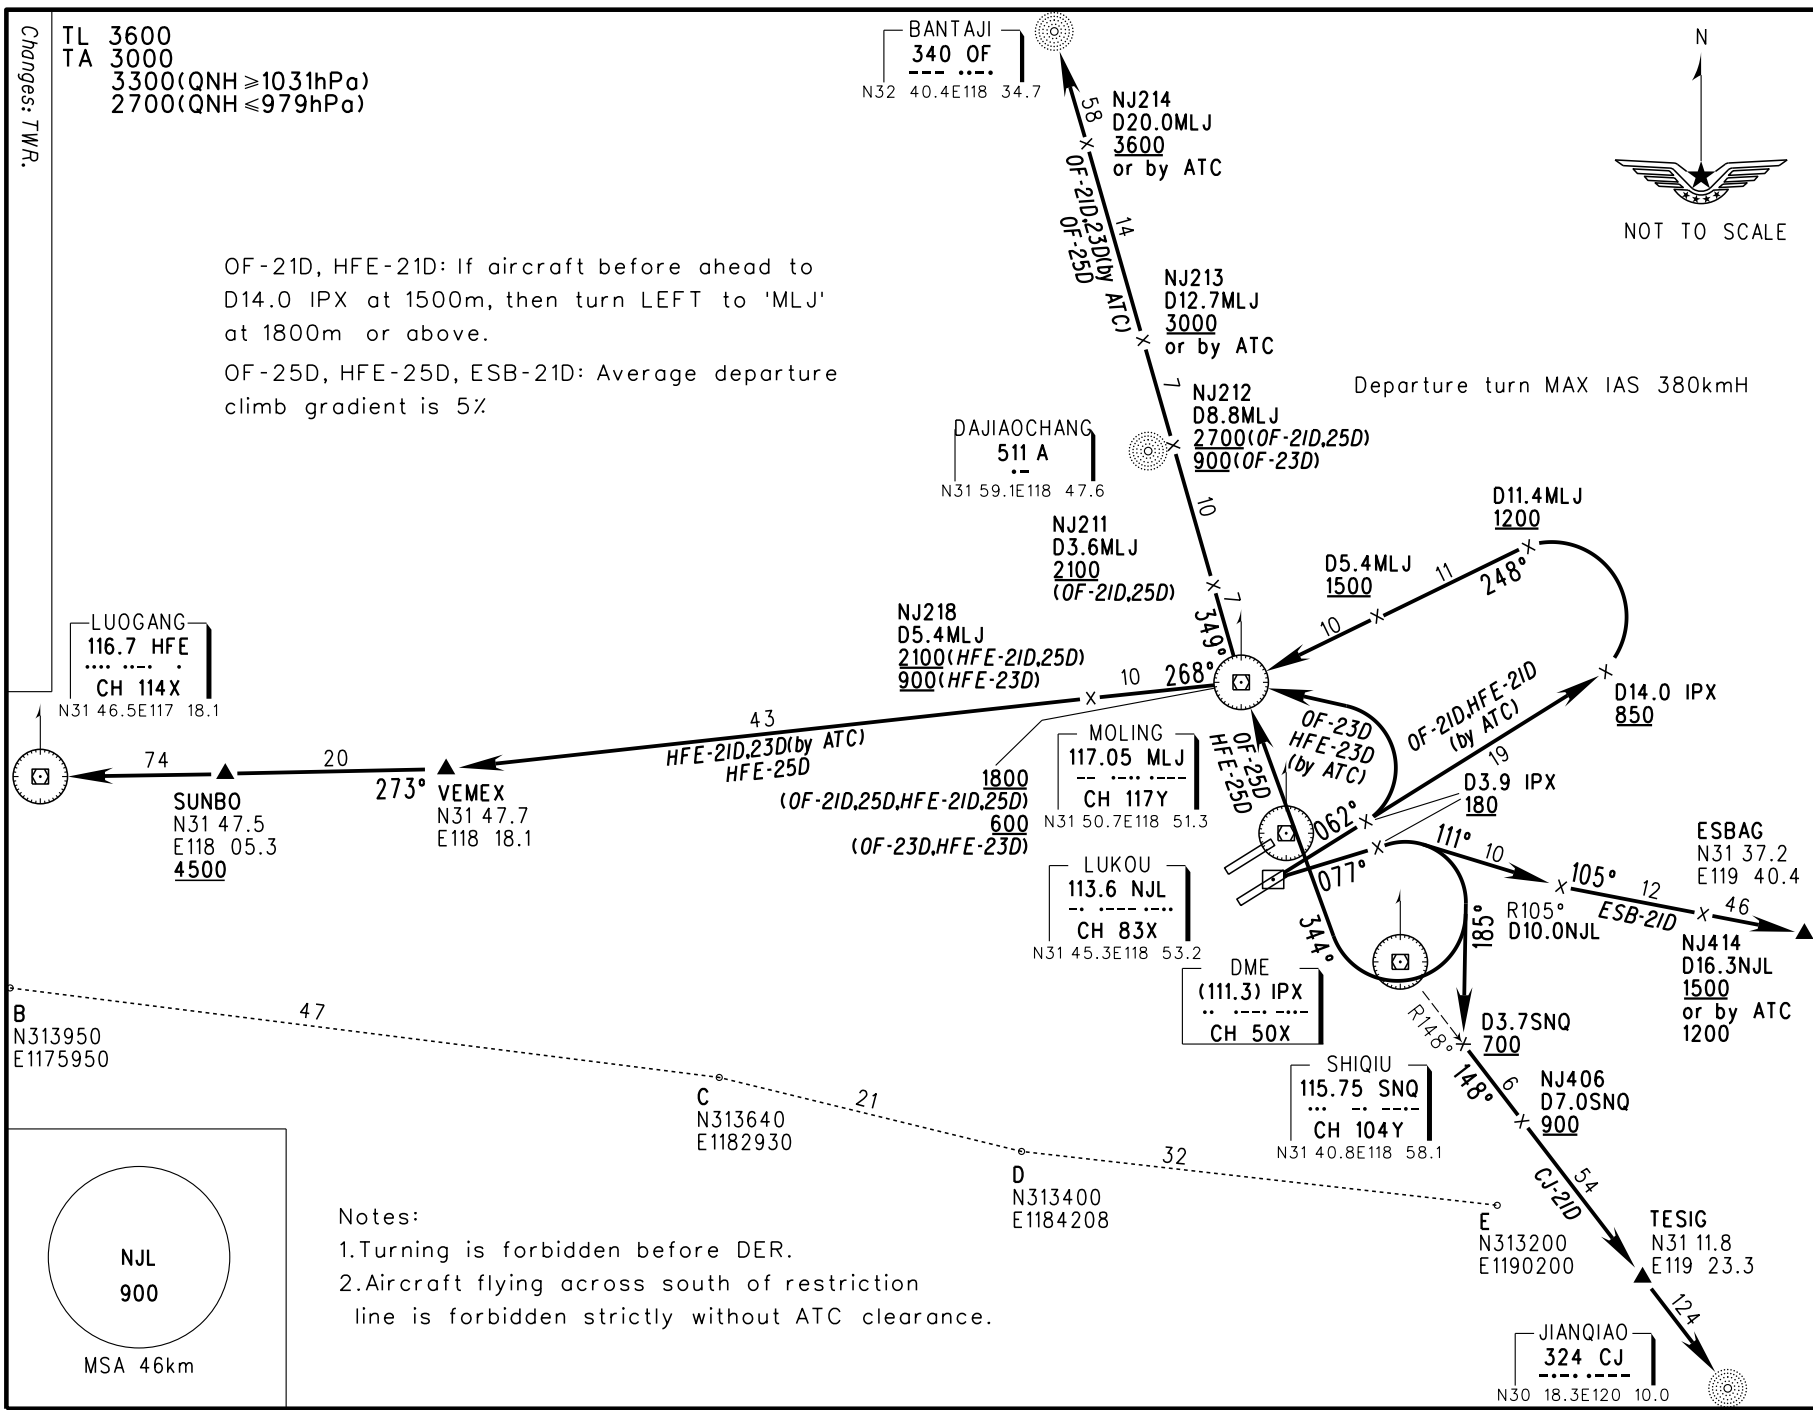 Changes: TWR.
TL 3600
TA 3000
3300(QNH ≥1031hPa)
2700(QNH ≤979hPa)
OF-21D, HFE-21D: If aircraft before ahead to
D14.0 IPX at 1500m, then turn LEFT to 'MLJ'
at 1800m or above.
OF-25D, HFE-25D, ESB-21D: Average departure
climb gradient is 5%
BANTAJI
340 OF
--- ··-·
N32 40.4E118 34.7
58
NJ214
D20.0MLJ
3600
or by ATC
OF-21D,23D(by ATC)
OF-25D
14
N
NOT TO SCALE
NJ213
D12.7MLJ
3000
or by ATC
7
Departure turn MAX IAS 380kmH
NJ212
D8.8MLJ
2700(OF-21D,25D)
900(OF-23D)
DAJIAOCHANG
511 A
·-
N31 59.1E118 47.6
10
NJ211
D3.6MLJ
2100
(OF-21D,25D)
7
349°
D11.4MLJ
1200
11
248°
D5.4MLJ
1500
10
LUOGANG
116.7 HFE
···· ··-· ·
CH 114X
N31 46.5E117 18.1
NJ218
D5.4MLJ
2100(HFE-21D,25D)
900(HFE-23D)
10
268°
43
HFE-21D,23D(by ATC)
HFE-25D
74
20
273°
SUNBO
N31 47.5
E118 05.3
4500
VEMEX
N31 47.7
E118 18.1
1800
(OF-21D,25D,HFE-21D,25D)
600
(OF-23D,HFE-23D)
MOLING
117.05 MLJ
-- ·-·· ·---
CH 117Y
N31 50.7E118 51.3
OF-25D
HFE-25D
OF-23D
HFE-23D
(by ATC)
OF-21D,HFE-21D
(by ATC)
19
D14.0 IPX
850
D3.9 IPX
180
062°
077°
111°
10
105°
12
ESB-21D
46
ESBAG
N31 37.2
E119 40.4
R105°
D10.0NJL
NJ414
D16.3NJL
1500
or by ATC
1200
LUKOU
113.6 NJL
-· ·--- ·-··
CH 83X
N31 45.3E118 53.2
344°
185°
DME
(111.3) IPX
·· ·--· -··-
CH 50X
R148°
D3.7SNQ
700
148°
6
NJ406
D7.0SNQ
900
SHIQIU
115.75 SNQ
··· -· --·-
CH 104Y
N31 40.8E118 58.1
54
CJ-21D
TESIG
N31 11.8
E119 23.3
124
JIANQIAO
324 CJ
-·-· ·---
N30 18.3E120 10.0
B
N313950
E1175950
47
C
N313640
E1182930
21
D
N313400
E1184208
32
E
N313200
E1190200
NJL
900
MSA 46km
Notes:
1.Turning is forbidden before DER.
2.Aircraft flying across south of restriction
line is forbidden strictly without ATC clearance.